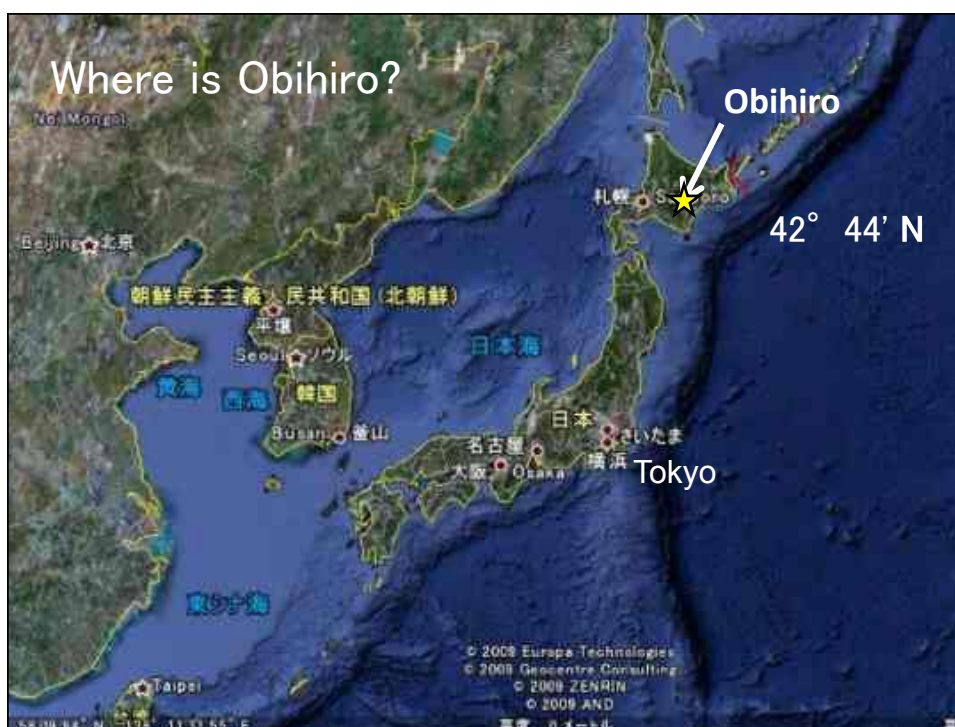 Where is Obihiro?
Obihiro
Nei Mongol
札幌
42° 44' N
Beijing 北京
朝鮮民主主義人民共和国(北朝鮮)
平壌
Seoul ソウル
日本海
黄海
西海
韓国
日本
Busan 釜山
さいたま
名古屋
横浜
Tokyo
大阪 Osaka
東シナ海
© 2009 Europa Technologies
© 2009 Geocentre Consulting
© 2009 ZENRIN
© 2009 AND
Taipei